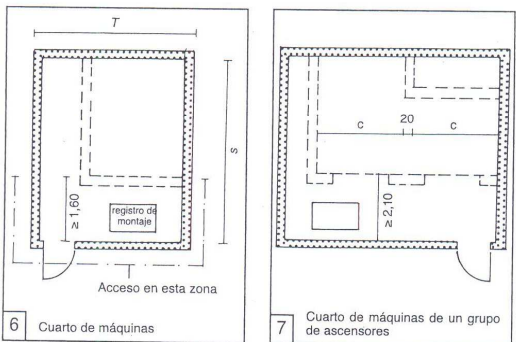 T
s
≥ 1,60
registro de
montaje
Acceso en esta zona
6 Cuarto de máquinas
20
c
c
≥ 2,10
7 Cuarto de máquinas de un grupo
de ascensores